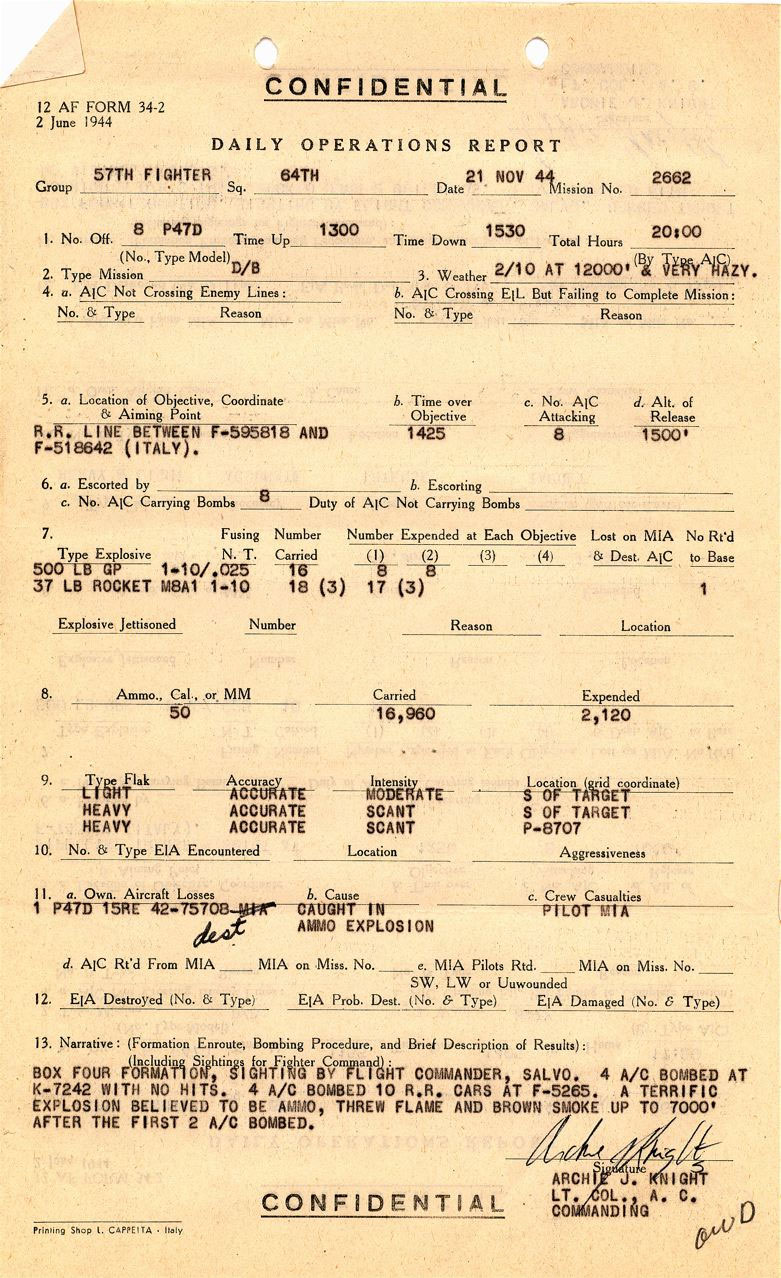 CONFIDENTIAL
12 AF FORM 34-2
2 June 1944
DAILY OPERATIONS REPORT
Group 57TH FIGHTER Sq. 64TH Date 21 NOV 44 Mission No. 2662
1. No. Off. 8 P47D Time Up 1300 Time Down 1530 Total Hours 20:00
(No., Type Model) (By Type A|C)
2. Type Mission D/B 3. Weather 2/10 AT 12000' & VERY HAZY.
4. a. A|C Not Crossing Enemy Lines: b. A|C Crossing E|L But Failing to Complete Mission:
No. & Type Reason No. & Type Reason
5. a. Location of Objective, Coordinate b. Time over c. No. A|C d. Alt. of
& Aiming Point Objective Attacking Release
R.R. LINE BETWEEN F-595818 AND 1425 8 1500'
F-518642 (ITALY).
6. a. Escorted by b. Escorting
c. No. A|C Carrying Bombs 8 Duty of A|C Not Carrying Bombs
7. Fusing Number Number Expended at Each Objective Lost on MIA No Rt'd
Type Explosive N. T. Carried (1) (2) (3) (4) & Dest. A|C to Base
500 LB GP 1-10/.025 16 8 8
37 LB ROCKET M8A1 1-10 18 (3) 17 (3) 1
Explosive Jettisoned Number Reason Location
8. Ammo., Cal., or MM Carried Expended
50 16,960 2,120
9. Type Flak Accuracy Intensity Location (grid coordinate)
LIGHT ACCURATE MODERATE S OF TARGET
HEAVY ACCURATE SCANT S OF TARGET
HEAVY ACCURATE SCANT P-8707
10. No. & Type E|A Encountered Location Aggressiveness
11. a. Own. Aircraft Losses b. Cause c. Crew Casualties
1 P47D 15RE 42-75708 MIA CAUGHT IN PILOT MIA
dest AMMO EXPLOSION
d. A|C Rt'd From MIA MIA on Miss. No. e. MIA Pilots Rtd. MIA on Miss. No.
SW, LW or Uuwounded
12. E|A Destroyed (No. & Type) E|A Prob. Dest. (No. & Type) E|A Damaged (No. & Type)
13. Narrative: (Formation Enroute, Bombing Procedure, and Brief Description of Results):
(Including Sightings for Fighter Command):
BOX FOUR FORMATION, SIGHTING BY FLIGHT COMMANDER, SALVO. 4 A/C BOMBED AT
K-7242 WITH NO HITS. 4 A/C BOMBED 10 R.R. CARS AT F-5265. A TERRIFIC
EXPLOSION BELIEVED TO BE AMMO, THREW FLAME AND BROWN SMOKE UP TO 7000'
AFTER THE FIRST 2 A/C BOMBED.
Archie J Knight
Signature
ARCHIE J. KNIGHT
LT. COL., A. C.
COMMANDING
CONFIDENTIAL
Printing Shop L. CAPPEITA - Italy